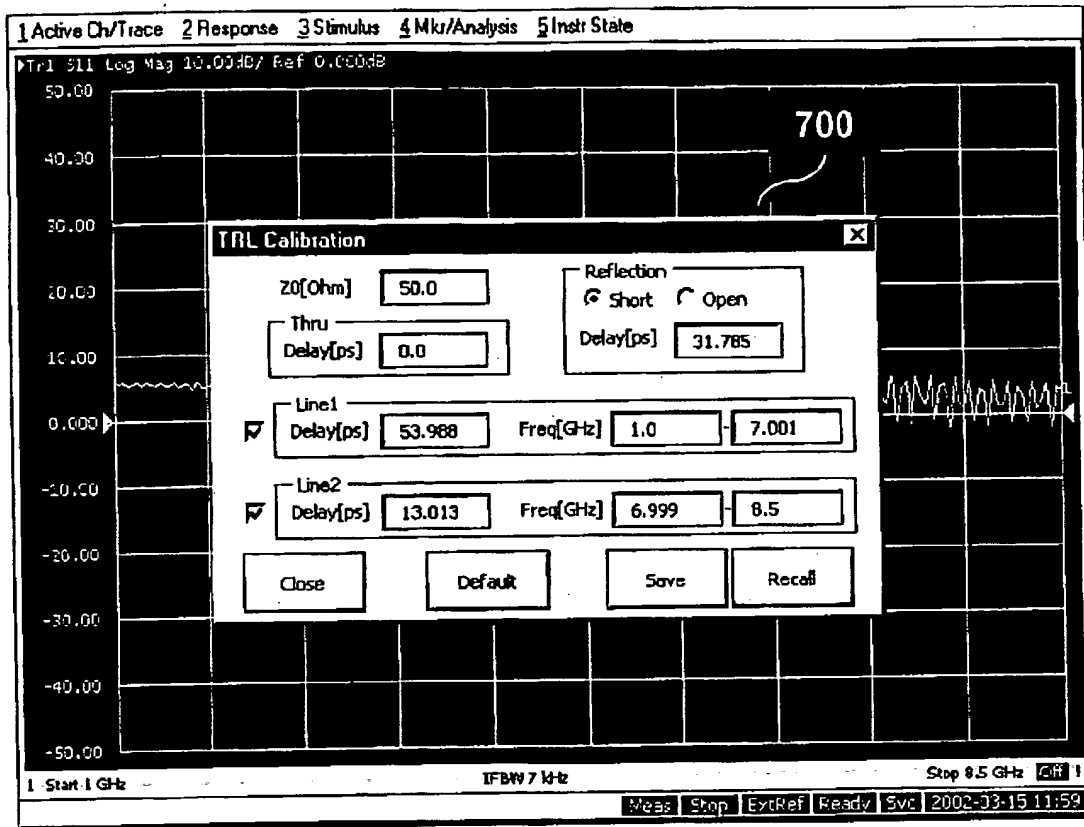 1 Active Ch/Trace 2 Response 3 Stimulus 4 Mkr/Analysis 5 Instr State
Tr1 S11 Log Mag 10.00dB/ Ref 0.000dB
50.00
40.00
30.00
20.00
10.00
0.000
-10.00
-20.00
-30.00
-40.00
-50.00
700
TRL Calibration
Z0[Ohm] 50.0
Thru
Delay[ps] 0.0
Reflection
Short Open
Delay[ps] 31.785
Line1
Delay[ps] 53.988 Freq[GHz] 1.0 - 7.001
Line2
Delay[ps] 13.013 Freq[GHz] 6.999 - 8.5
Close Default Save Recall
1 Start 1 GHz IFBW 7 kHz Stop 8.5 GHz Off
Meas Stop ExtRef Ready Svc 2002-03-15 11:59